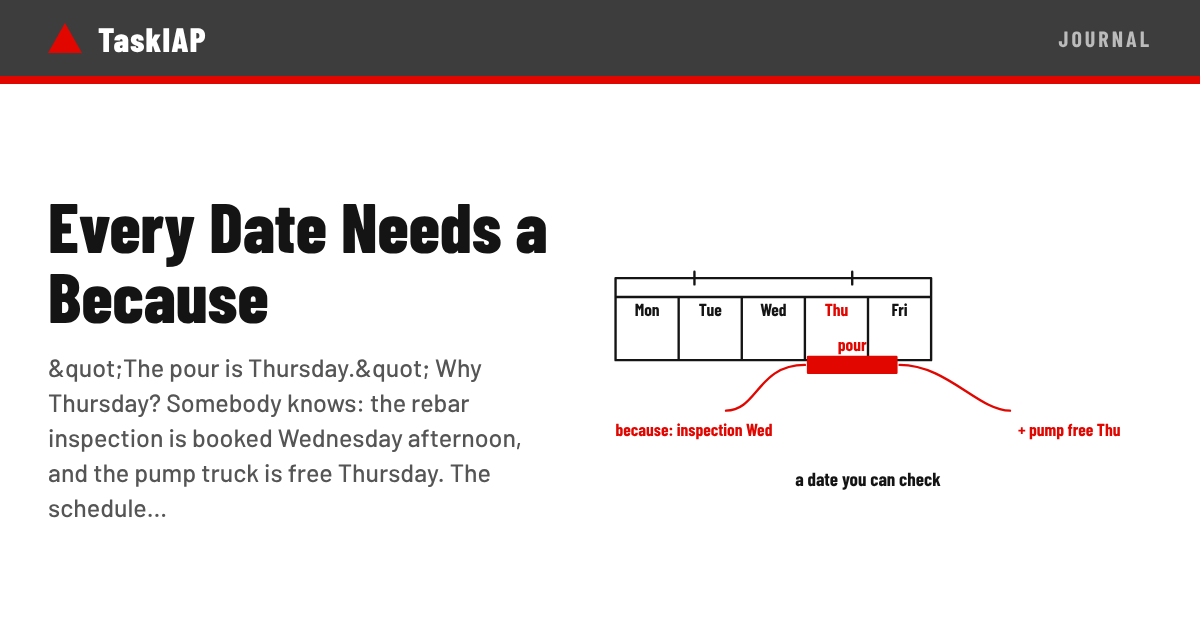 TaskIAP
JOURNAL
Every Date Needs a
Because
&quot;The pour is Thursday.&quot; Why
Thursday? Somebody knows: the rebar
inspection is booked Wednesday afternoon,
and the pump truck is free Thursday. The
schedule...
Mon Tue Wed Thu Fri
pour
because: inspection Wed
+ pump free Thu
a date you can check